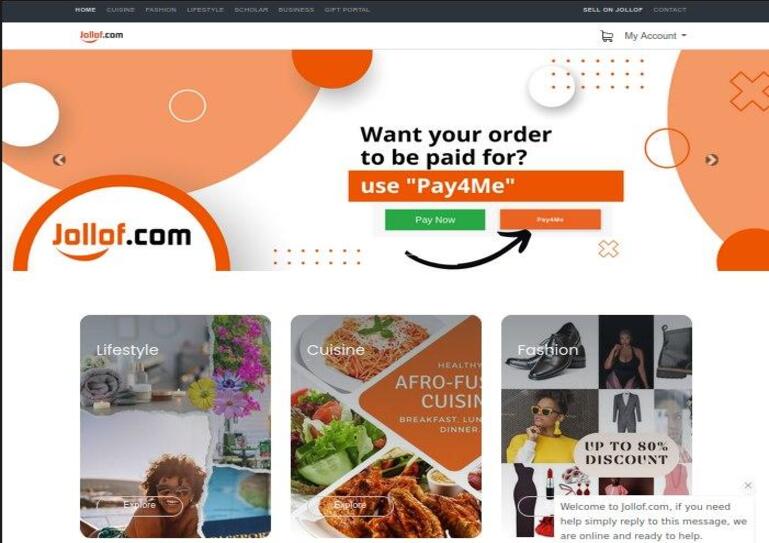 HOME CUISINE FASHION LIFESTYLE SCHOLAR BUSINESS GIFT PORTAL SELL ON JOLLOF CONTACT
Jollof.com My Account
Want your order
to be paid for?
use "Pay4Me"
Pay Now Pay4Me
Jollof.com
Lifestyle Cuisine Fashion
HEALTHY
AFRO-FUS
CUISIN
BREAKFAST, LUN
DINNER.
UP TO 80%
DISCOUNT
Explore Explore
Welcome to Jollof.com, if you need
help simply reply to this message, we
are online and ready to help.